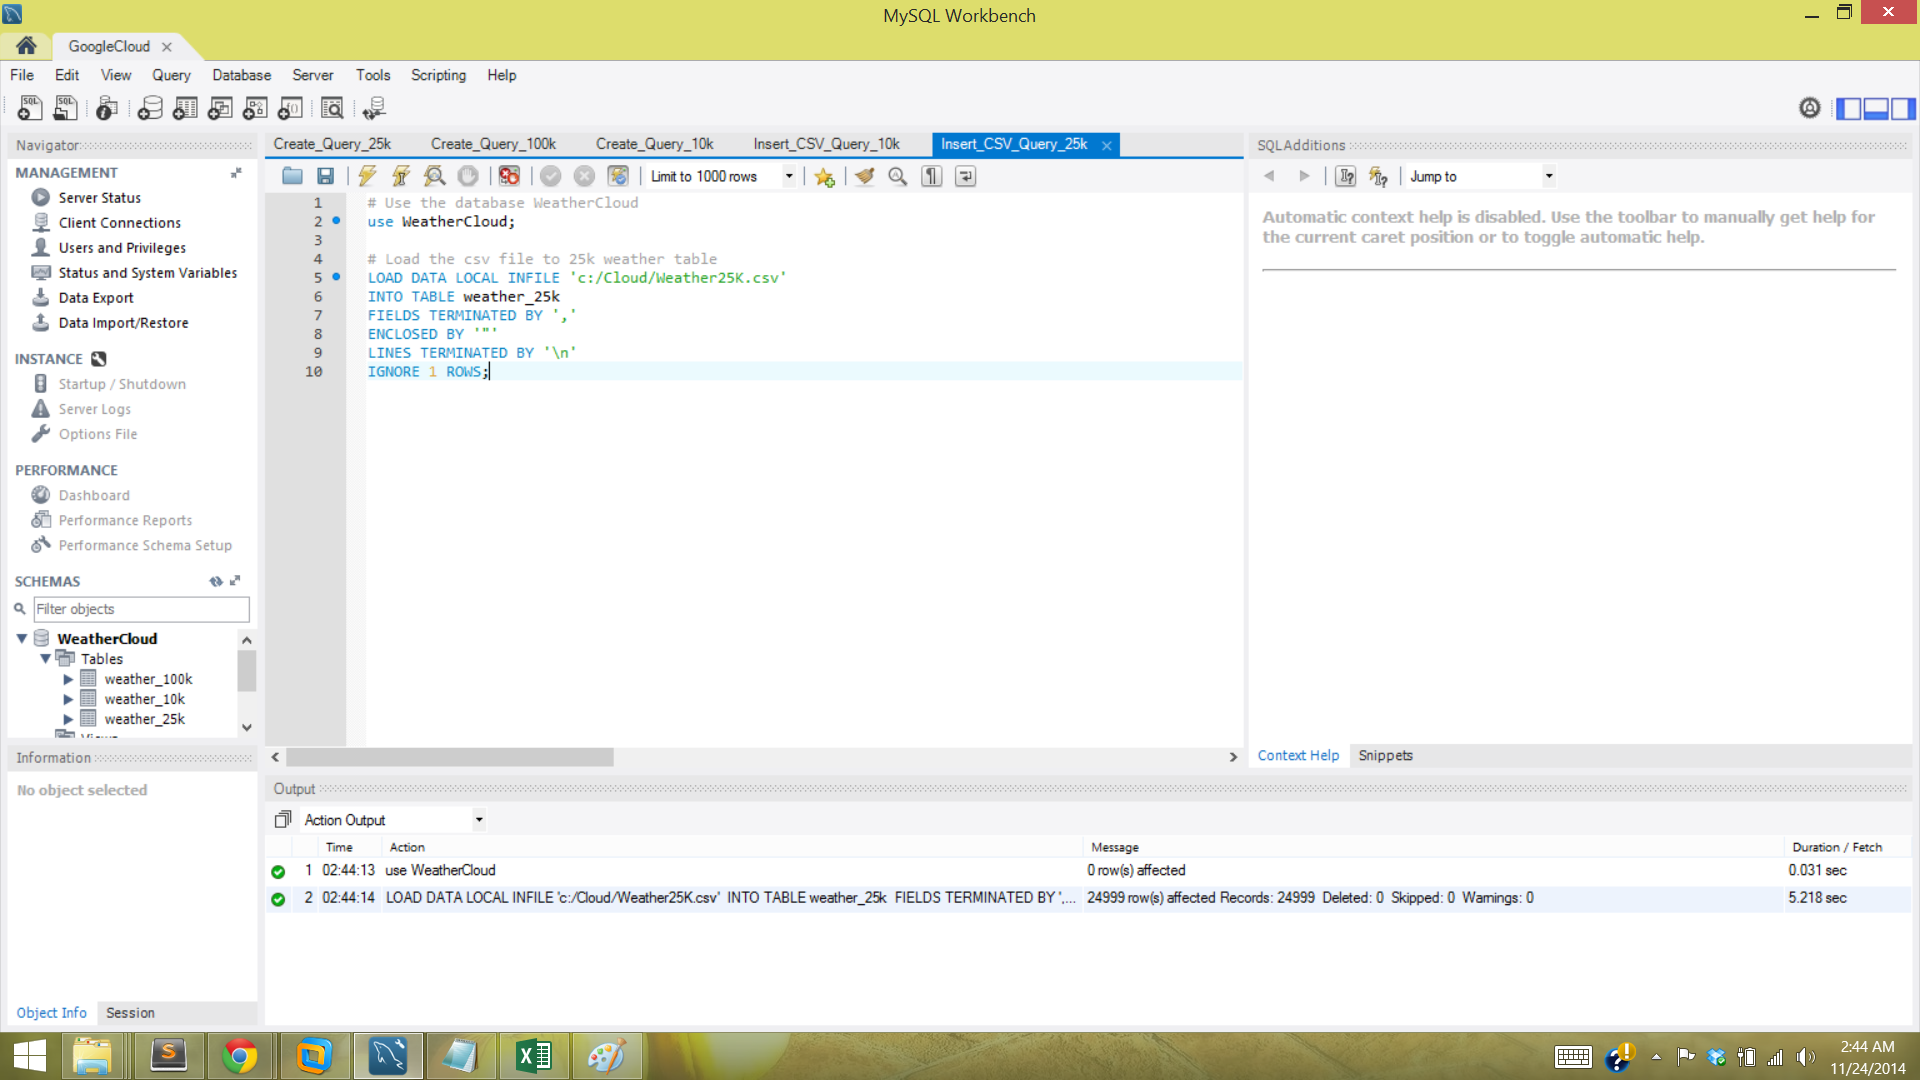 MySQL Workbench
GoogleCloud
File Edit View Query Database Server Tools Scripting Help
Navigator
MANAGEMENT
Server Status
Client Connections
Users and Privileges
Status and System Variables
Data Export
Data Import/Restore
INSTANCE
Startup / Shutdown
Server Logs
Options File
PERFORMANCE
Dashboard
Performance Reports
Performance Schema Setup
SCHEMAS
Filter objects
WeatherCloud
Tables
weather_100k
weather_10k
weather_25k
Views
Information
No object selected
Object Info Session
Create_Query_25k Create_Query_100k Create_Query_10k Insert_CSV_Query_10k Insert_CSV_Query_25k
Limit to 1000 rows
1 # Use the database WeatherCloud
2 use WeatherCloud;
3
4 # Load the csv file to 25k weather table
5 LOAD DATA LOCAL INFILE 'c:/Cloud/Weather25K.csv'
6 INTO TABLE weather_25k
7 FIELDS TERMINATED BY ','
8 ENCLOSED BY '"'
9 LINES TERMINATED BY '\n'
10 IGNORE 1 ROWS;
SQLAdditions
Jump to
Automatic context help is disabled. Use the toolbar to manually get help for
the current caret position or to toggle automatic help.
Context Help Snippets
Output
Action Output
Time Action Message Duration / Fetch
1 02:44:13 use WeatherCloud 0 row(s) affected 0.031 sec
2 02:44:14 LOAD DATA LOCAL INFILE 'c:/Cloud/Weather25K.csv' INTO TABLE weather_25k FIELDS TERMINATED BY ',... 24999 row(s) affected Records: 24999 Deleted: 0 Skipped: 0 Warnings: 0 5.218 sec
2:44 AM
11/24/2014